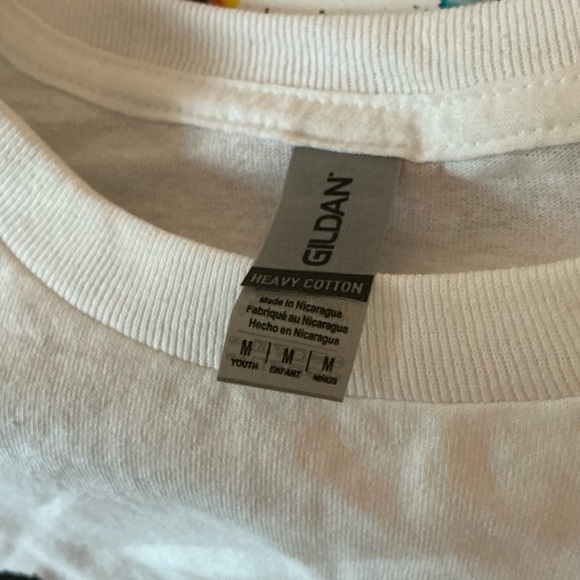 GILDAN
HEAVY COTTON
Made in Nicaragua
Fabriqué au Nicaragua
Hecho en Nicaragua
M | M | M
YOUTH ENFANT NIÑOS